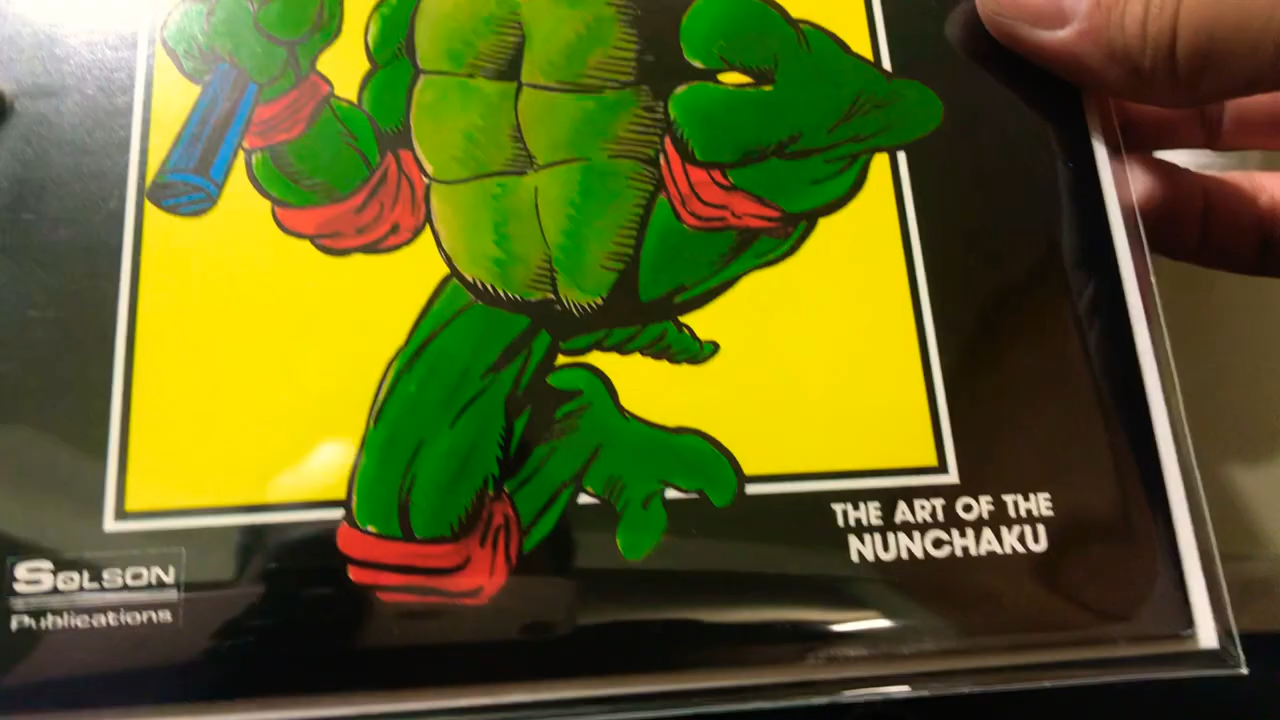 THE ART OF THE
NUNCHAKU
SOLSON
Publications